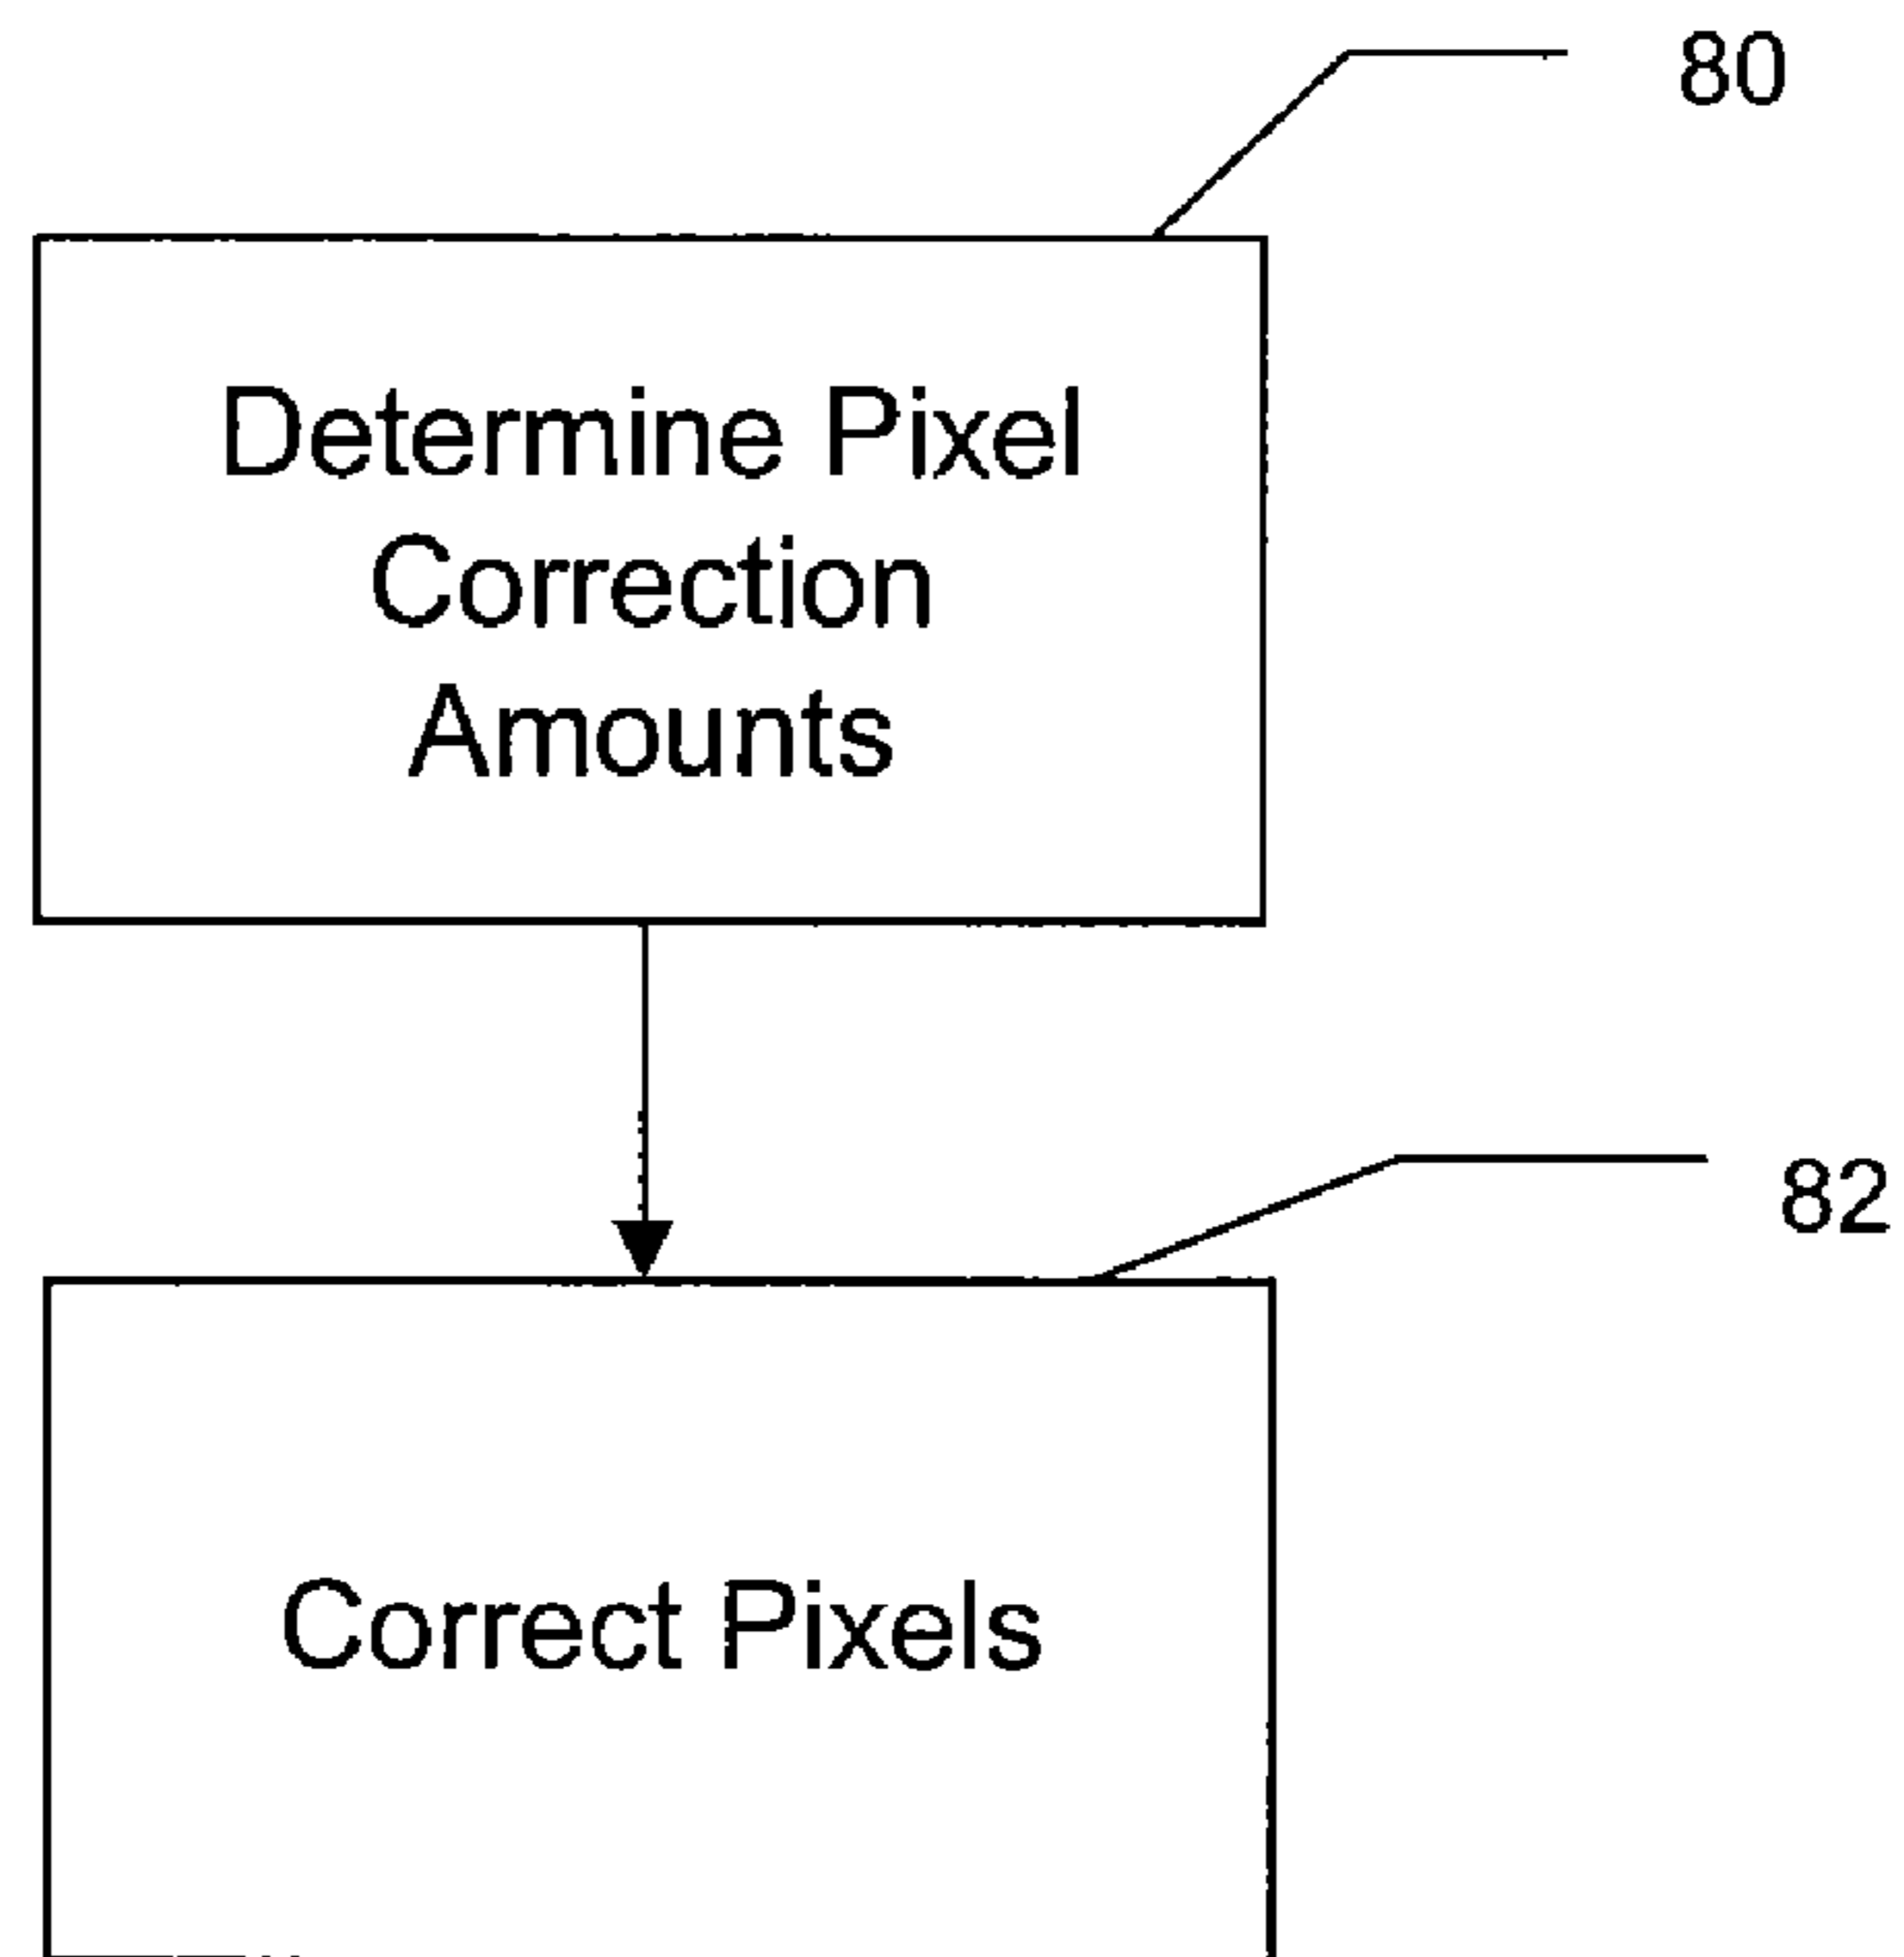 80
Determine Pixel
Correction
Amounts
82
Correct Pixels